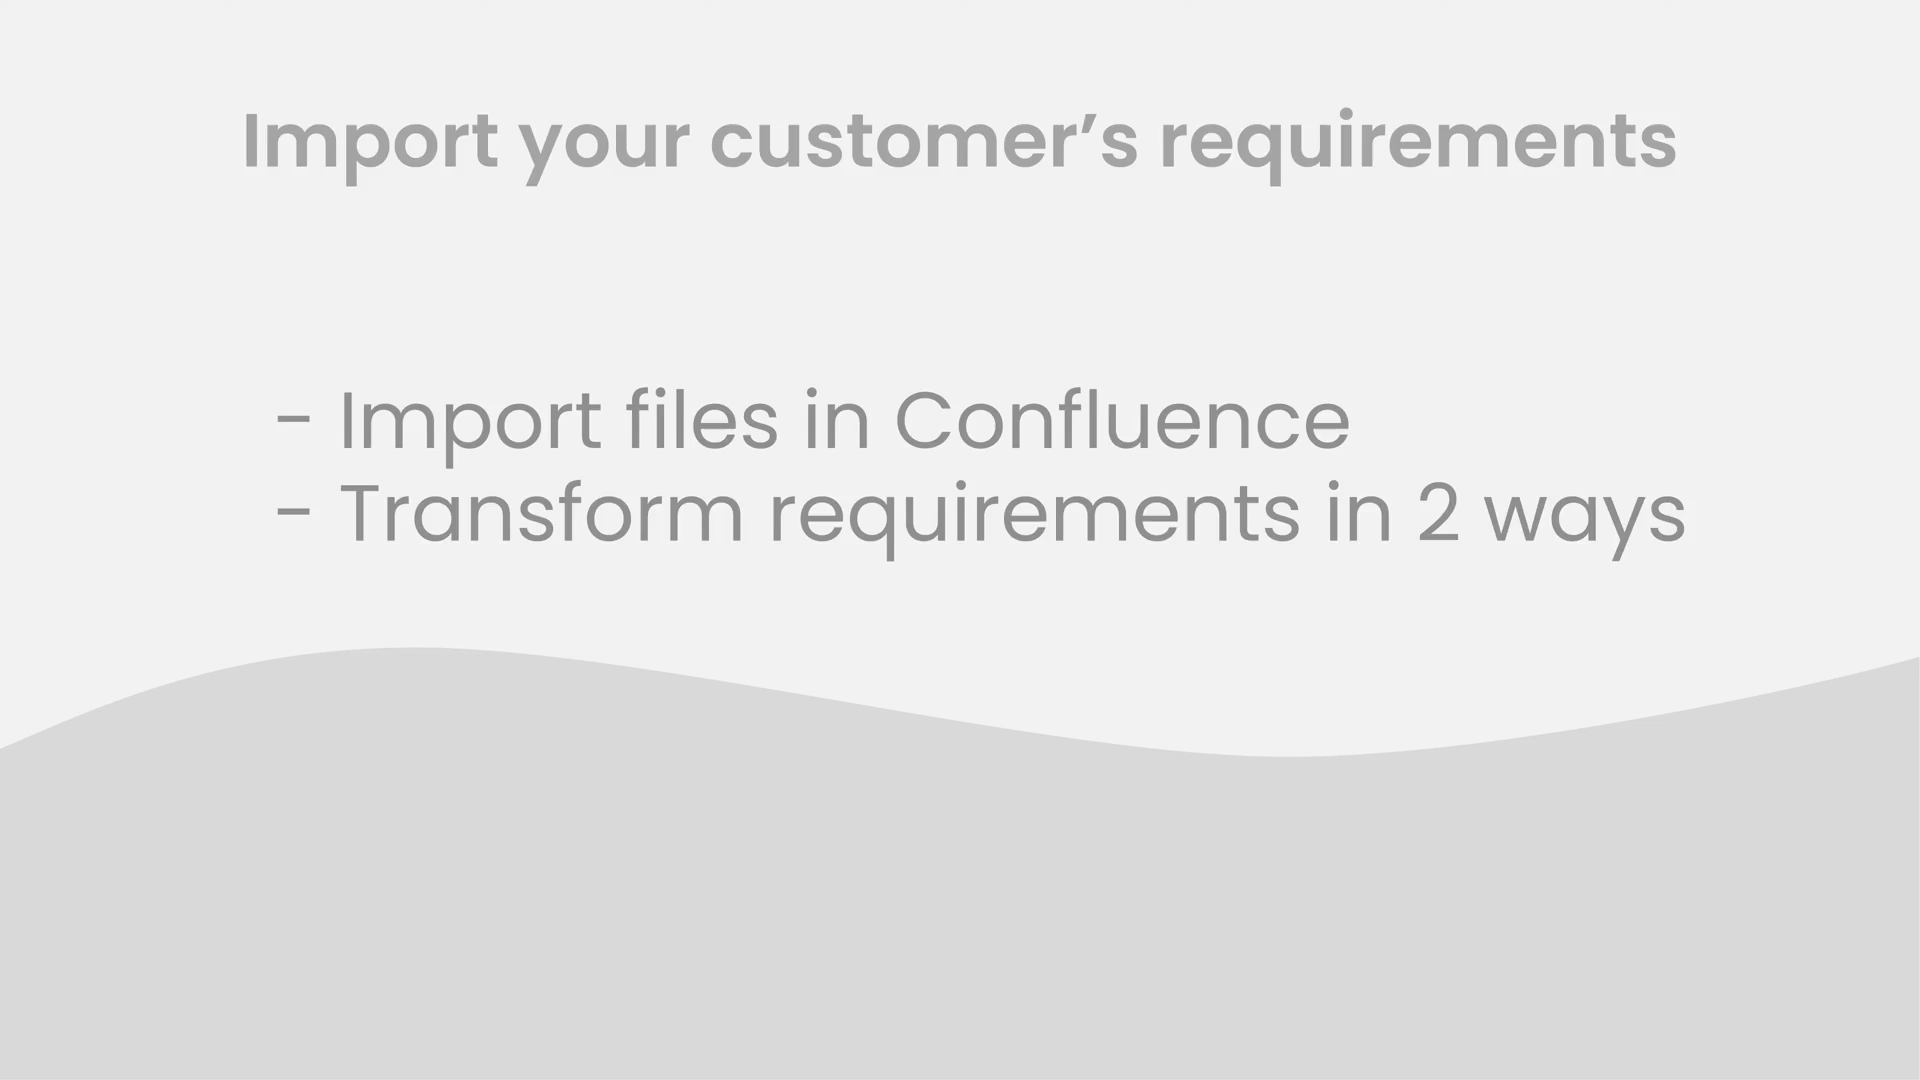 Import your customer’s requirements
- Import files in Confluence
- Transform requirements in 2 ways